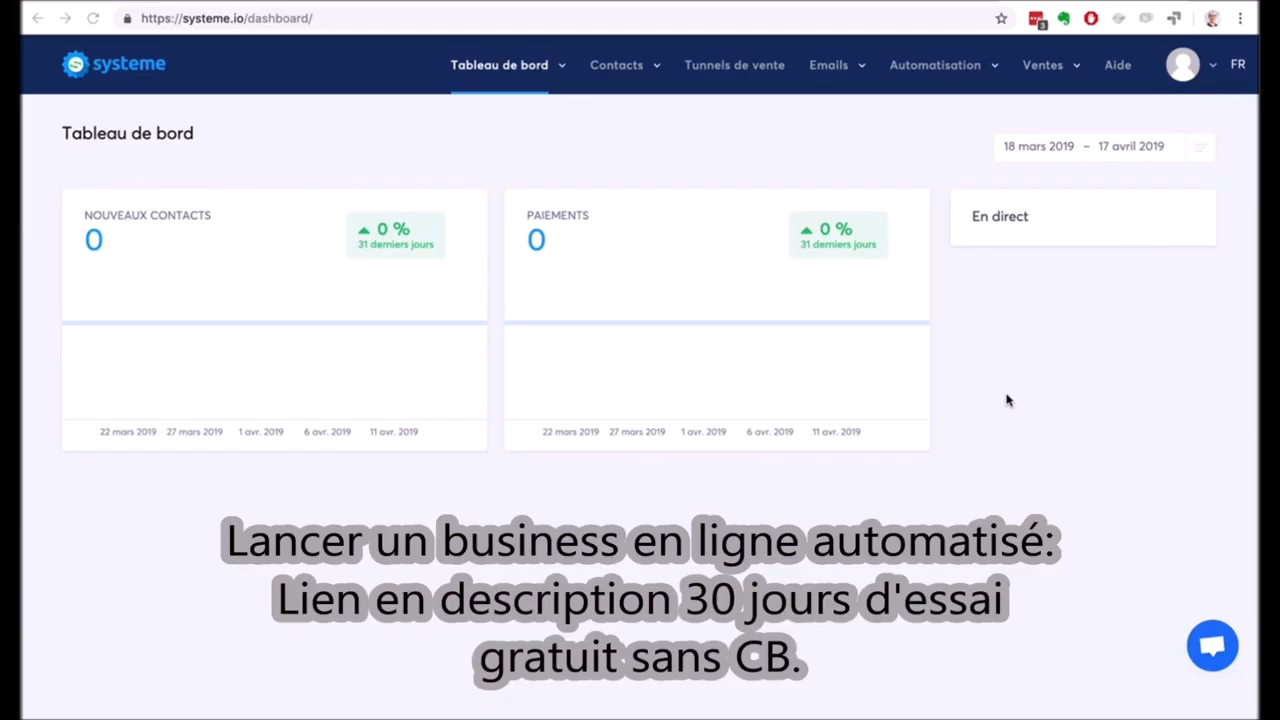 https://systeme.io/dashboard/
3
systeme
Tableau de bord
Contacts
Tunnels de vente
Emails
Automatisation
Ventes
Aide
FR
Tableau de bord
18 mars 2019 – 17 avril 2019
NOUVEAUX CONTACTS
0
0 %
31 derniers jours
PAIEMENTS
0
0 %
31 derniers jours
En direct
22 mars 2019 27 mars 2019 1 avr. 2019 6 avr. 2019 11 avr. 2019
22 mars 2019 27 mars 2019 1 avr. 2019 6 avr. 2019 11 avr. 2019
Lancer un business en ligne automatisé:
Lien en description 30 jours d'essai
gratuit sans CB.